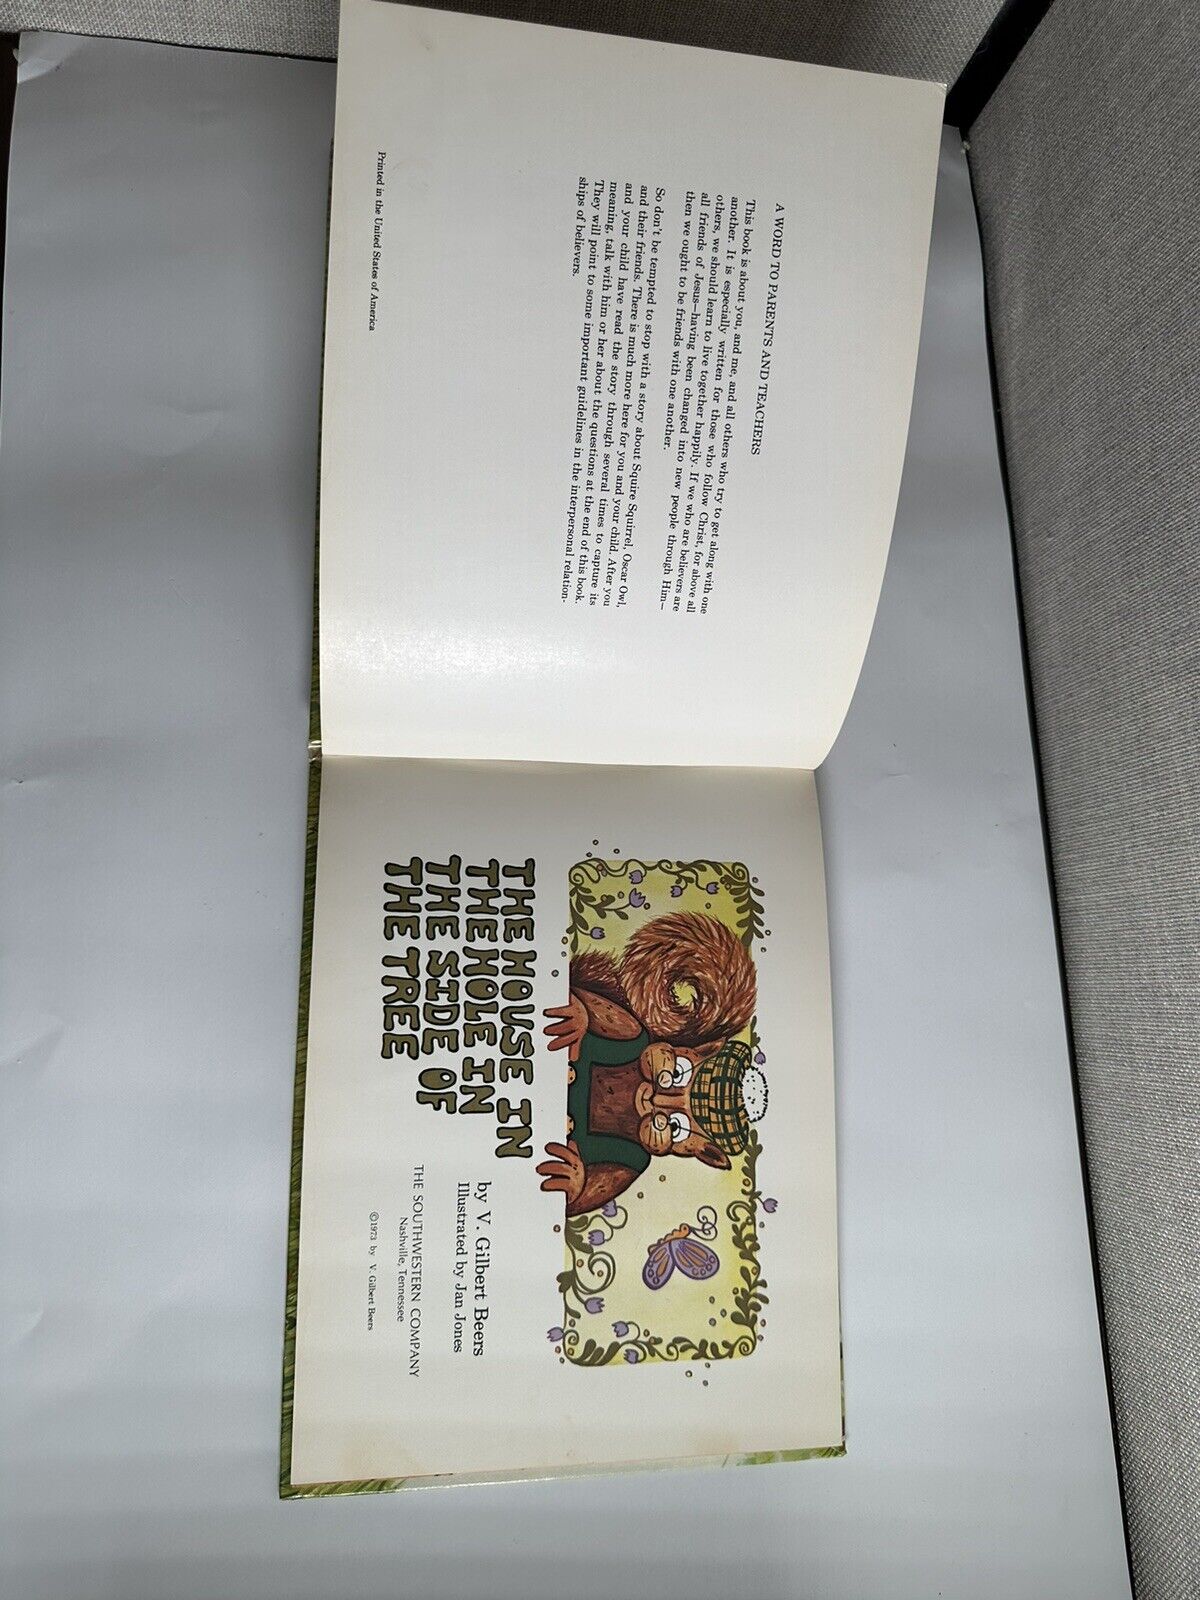 A WORD TO PARENTS AND TEACHERS
This book is about you, and me, and all others who try to get along with one
another. It is especially written for those who follow Christ, for above all
others, we should learn to live together happily. If we who are believers are
all friends of Jesus—having been changed into new people through Him—
then we ought to be friends with one another.
So don't be tempted to stop with a story about Squire Squirrel, Oscar Owl,
and their friends. There is much more here for you and your child. After you
and your child have read the story through several times to capture its
meaning, talk with him or her about the questions at the end of this book.
They will point to some important guidelines in the interpersonal relation-
ships of believers.
Printed in the United States of America
THE HOUSE IN
THE HOLE IN
THE SIDE OF
THE TREE
by V. Gilbert Beers
Illustrated by Jan Jones
THE SOUTHWESTERN COMPANY
Nashville, Tennessee
©1973 by V. Gilbert Beers